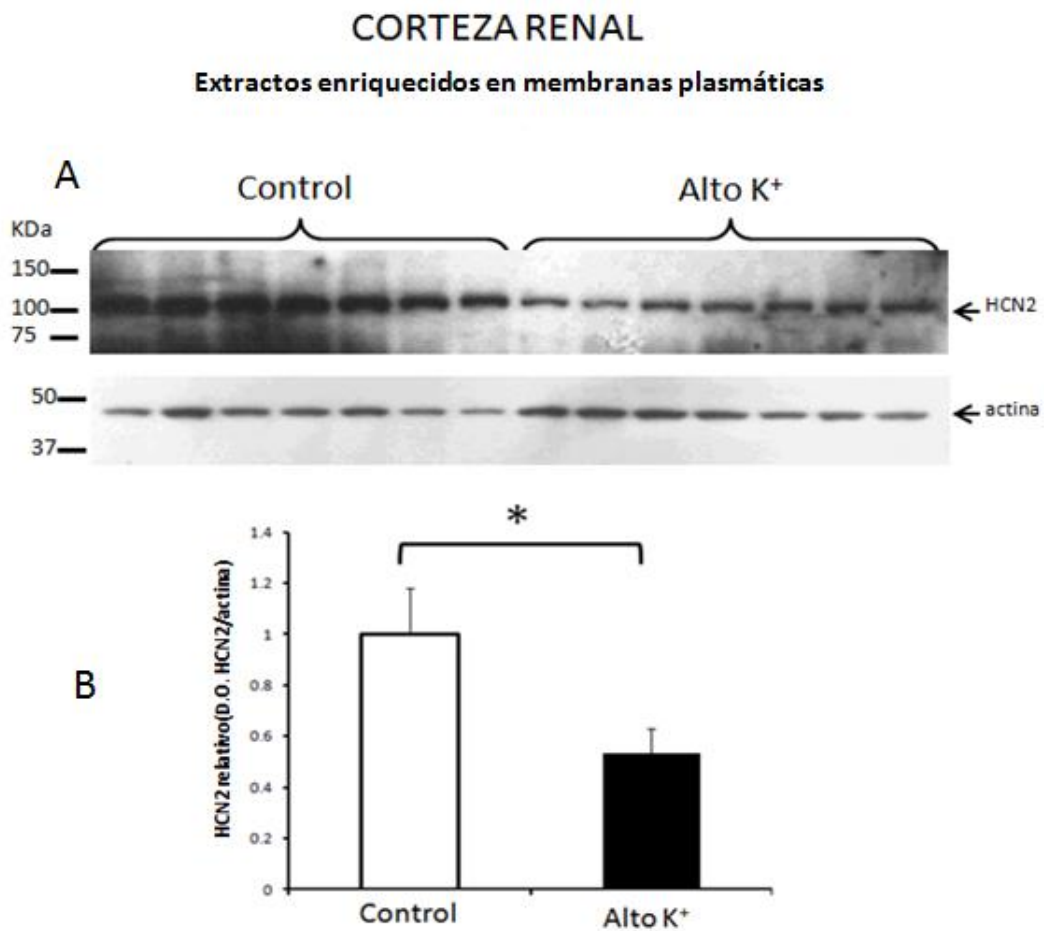 CORTEZA RENAL
Extractos enriquecidos en membranas plasmáticas
A
Control
Alto K⁺
KDa
150
100
75
HCN2
50
37
actina
B
*
HCN2 relativo(D.O. HCN2/actina)
1.4
1.2
1
0.8
0.6
0.4
0.2
0
Control
Alto K⁺